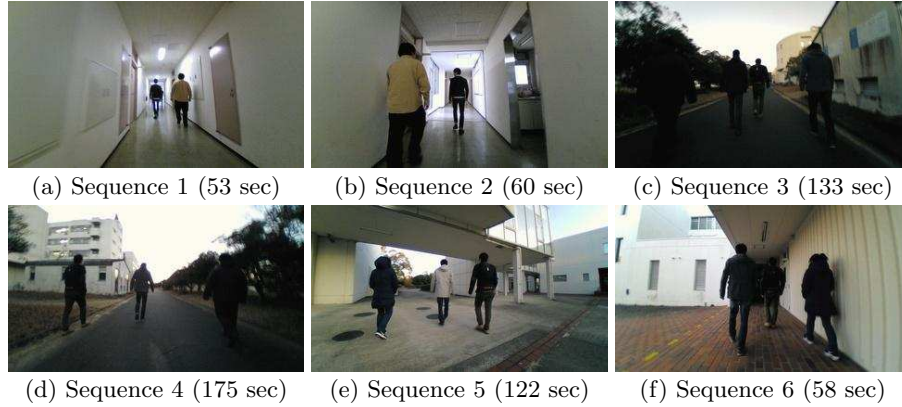 (a) Sequence 1 (53 sec)
(b) Sequence 2 (60 sec)
(c) Sequence 3 (133 sec)
(d) Sequence 4 (175 sec)
(e) Sequence 5 (122 sec)
(f) Sequence 6 (58 sec)